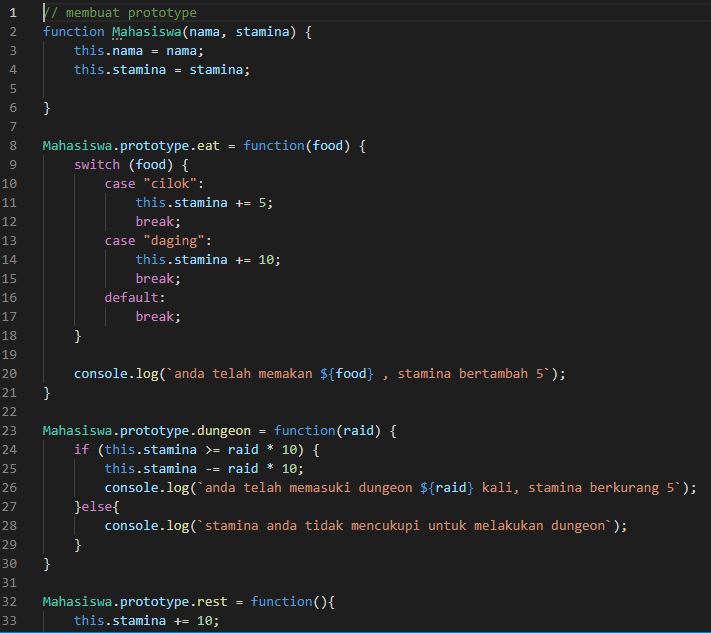 1 // membuat prototype
2 function Mahasiswa(nama, stamina) {
3     this.nama = nama;
4     this.stamina = stamina;
5
6 }
7
8 Mahasiswa.prototype.eat = function(food) {
9     switch (food) {
10         case "cilok":
11             this.stamina += 5;
12             break;
13         case "daging":
14             this.stamina += 10;
15             break;
16         default:
17             break;
18     }
19
20     console.log(`anda telah memakan ${food} , stamina bertambah 5`);
21 }
22
23 Mahasiswa.prototype.dungeon = function(raid) {
24     if (this.stamina >= raid * 10) {
25         this.stamina -= raid * 10;
26         console.log(`anda telah memasuki dungeon ${raid} kali, stamina berkurang 5`);
27     }else{
28         console.log(`stamina anda tidak mencukupi untuk melakukan dungeon`);
29     }
30 }
31
32 Mahasiswa.prototype.rest = function(){
33     this.stamina += 10;